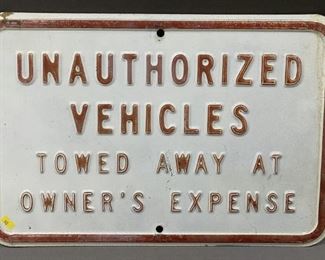 UNAUTHORIZED
VEHICLES
TOWED AWAY AT
OWNER'S EXPENSE